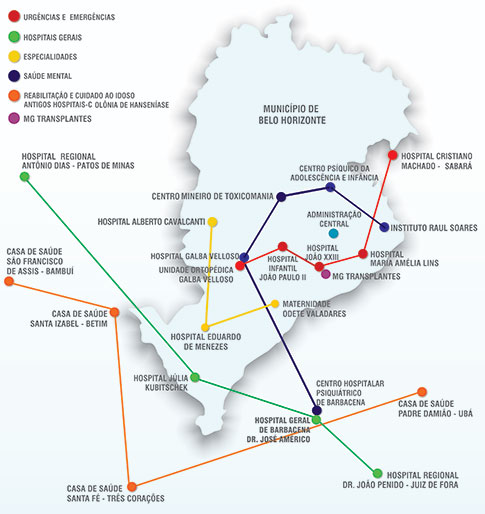 URGÊNCIAS E EMERGÊNCIAS
HOSPITAIS GERAIS
ESPECIALIDADES
SAÚDE MENTAL
REABILITAÇÃO E CUIDADO AO IDOSO
ANTIGOS HOSPITAIS-C OLÔNIA DE HANSENÍASE
MG TRANSPLANTES
MUNICÍPIO DE
BELO HORIZONTE
HOSPITAL REGIONAL
ANTÔNIO DIAS - PATOS DE MINAS
HOSPITAL CRISTIANO
MACHADO - SABARÁ
CENTRO PSÍQUICO DA
ADOLESCÊNCIA E INFÂNCIA
CENTRO MINEIRO DE TOXICOMANIA
HOSPITAL ALBERTO CAVALCANTI
ADMINISTRAÇÃO
CENTRAL
INSTITUTO RAUL SOARES
CASA DE SAÚDE
SÃO FRANCISCO
DE ASSIS - BAMBUÍ
HOSPITAL GALBA VELLOSO
UNIDADE ORTOPÉDICA
GALBA VELLOSO
HOSPITAL
INFANTIL
JOÃO PAULO II
HOSPITAL
JOÃO XXIII
HOSPITAL
MARIA AMÉLIA LINS
MG TRANSPLANTES
CASA DE SAÚDE
SANTA IZABEL - BETIM
MATERNIDADE
ODETE VALADARES
HOSPITAL EDUARDO
DE MENEZES
HOSPITAL JÚLIA
KUBITSCHEK
CENTRO HOSPITALAR
PSIQUIÁTRICO
DE BARBACENA
CASA DE SAÚDE
PADRE DAMIÃO - UBÁ
HOSPITAL GERAL
DE BARBACENA
DR. JOSÉ AMÉRICO
HOSPITAL REGIONAL
DR. JOÃO PENIDO - JUIZ DE FORA
CASA DE SAÚDE
SANTA FÉ - TRÊS CORAÇÕES